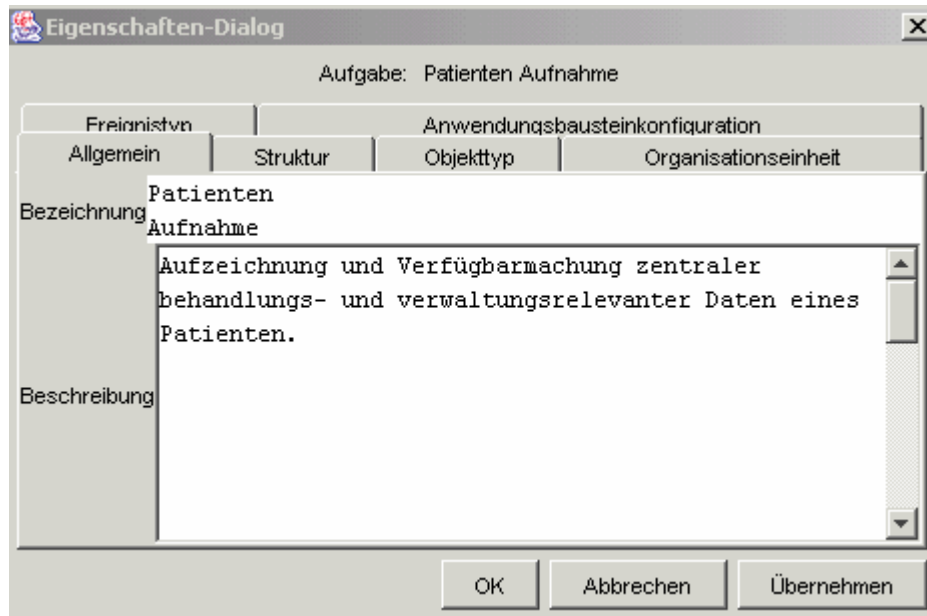 Eigenschaften-Dialog
Aufgabe: Patienten Aufnahme
Ereignistyp Anwendungsbausteinkonfiguration
Allgemein Struktur Objekttyp Organisationseinheit
Bezeichnung
Patienten
Aufnahme
Beschreibung
Aufzeichnung und Verfügbarmachung zentraler
behandlungs- und verwaltungsrelevanter Daten eines
Patienten.
OK Abbrechen Übernehmen